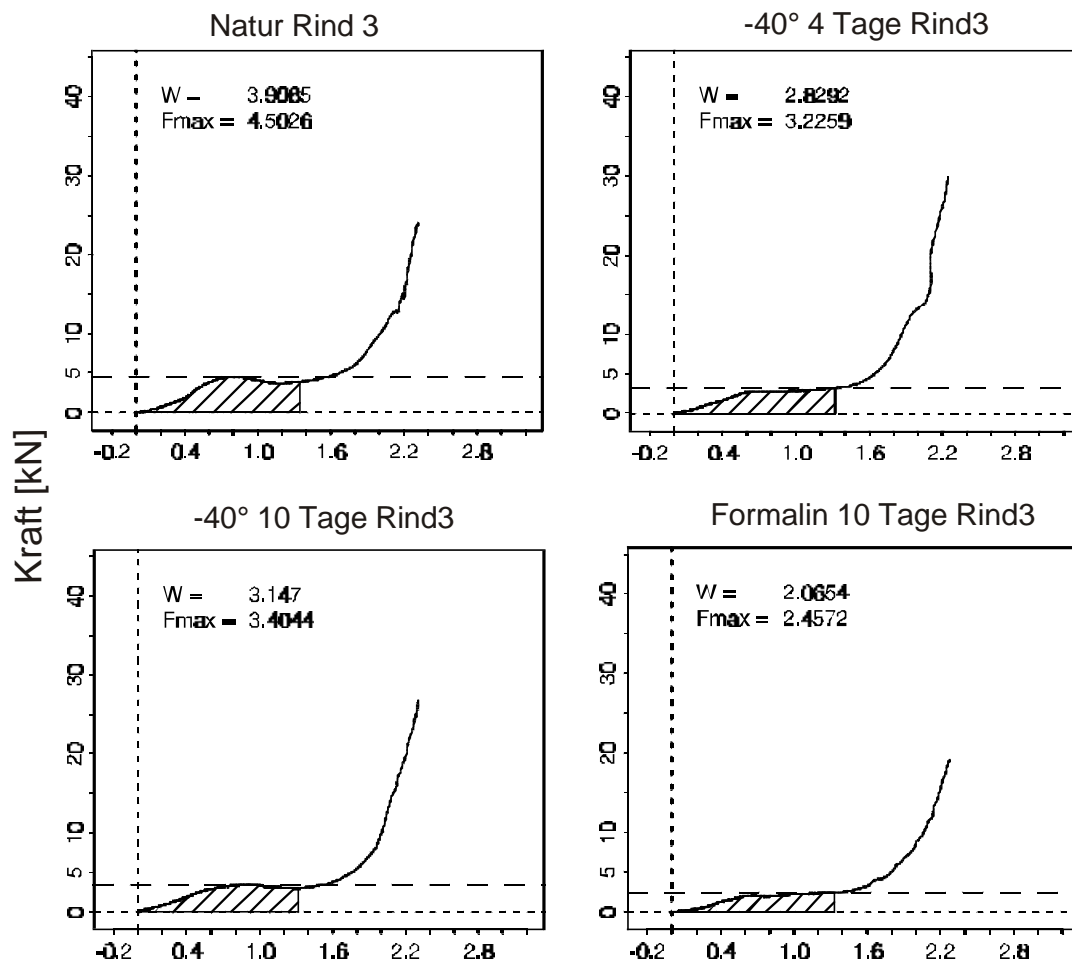 Kraft [kN]
Natur Rind 3
W =
Fmax = 4.5026
40
30
20
10
5
0
-0.2 0.4 1.0 1.6 2.2 2.8
-40° 4 Tage Rind3
W = 2.8292
Fmax = 3.2259
40
30
20
10
5
0
-0.2 0.4 1.0 1.6 2.2 2.8
-40° 10 Tage Rind3
W = 3.147
Fmax = 3.4044
40
30
20
10
5
0
-0.2 0.4 1.0 1.6 2.2 2.8
Formalin 10 Tage Rind3
W = 2.0654
Fmax = 2.4572
40
30
20
10
5
0
-0.2 0.4 1.0 1.6 2.2 2.8